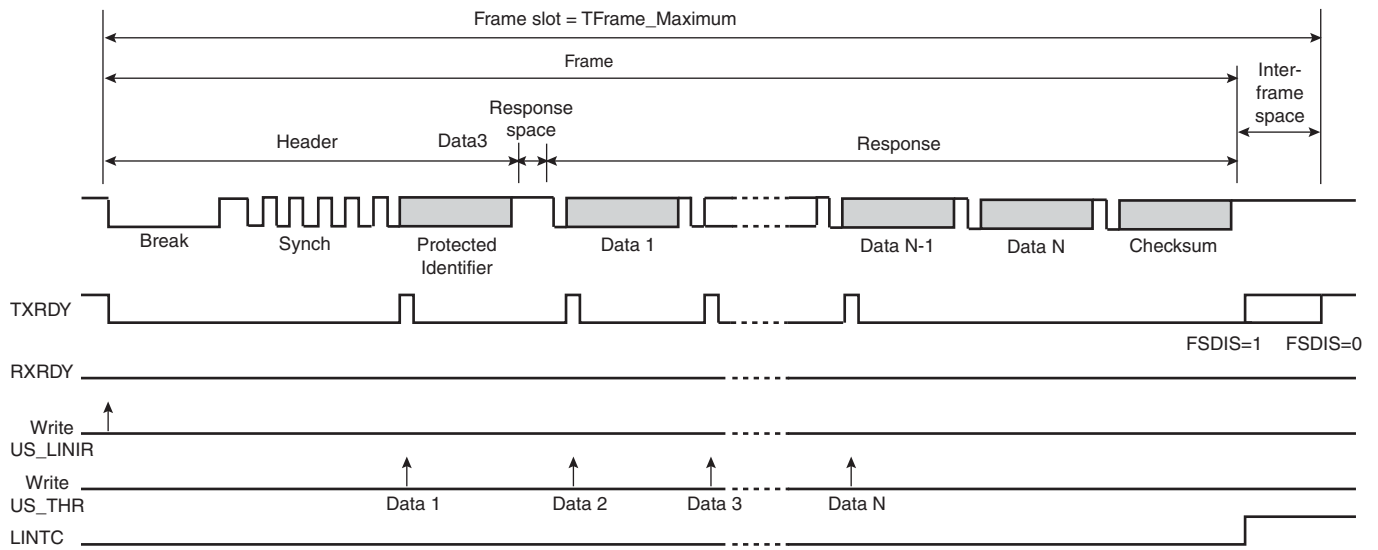 Frame slot = TFrame_Maximum
Frame
Inter-
frame
space
Response
space
Header
Data3
Response
Break
Synch
Protected
Identifier
Data 1
Data N-1
Data N
Checksum
TXRDY
FSDIS=1
FSDIS=0
RXRDY
Write
US_LINIR
Write
US_THR
Data 1
Data 2
Data 3
Data N
LINTC